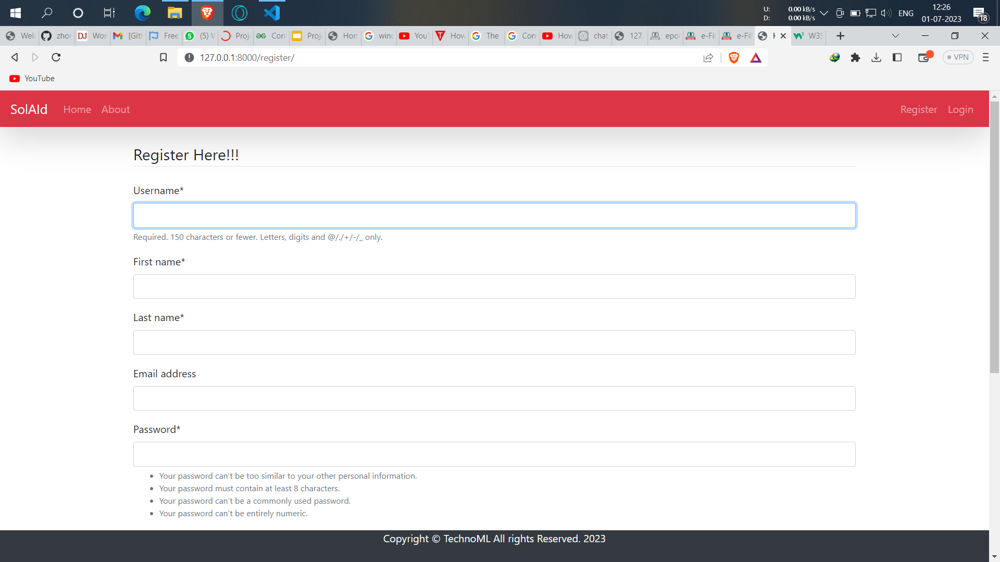 U: 0.00 kB/s
D: 0.00 kB/s
ENG
12:26
01-07-2023
18
Wel
zhor
DJ Wor
[Git
Free
(5) W
Proj
Con
Proj
Hom
wind
YouT
How
The
Con
How
chat
127.
epor
e-Fil
e-Fil
W3S
127.0.0.1:8000/register/
VPN
YouTube
SolAId Home About Register Login
Register Here!!!
Username*
Required. 150 characters or fewer. Letters, digits and @/./+/-/_ only.
First name*
Last name*
Email address
Password*
Your password can’t be too similar to your other personal information.
Your password must contain at least 8 characters.
Your password can’t be a commonly used password.
Your password can’t be entirely numeric.
Copyright © TechnoML All rights Reserved. 2023